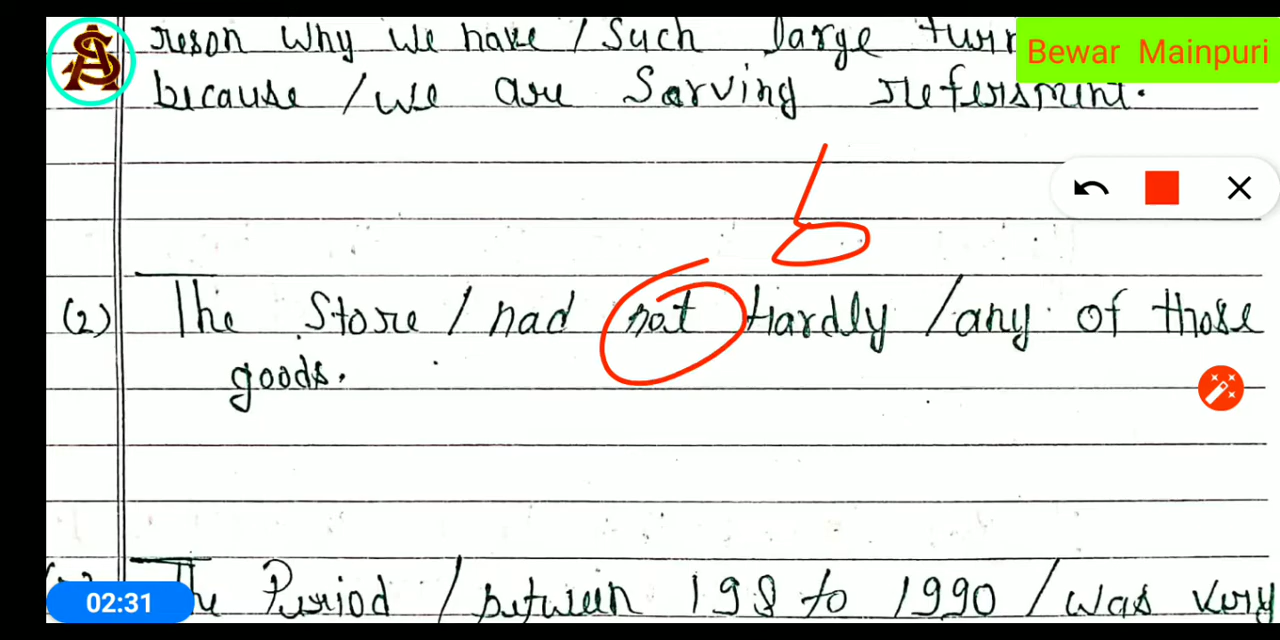 reson why we have / Such large turn
Bewar Mainpuri
because / we are Sarving refersment.
b
(2) The Store / had not Hardly / any of those
goods.
The Period / between 198 to 1990 / was very
02:31